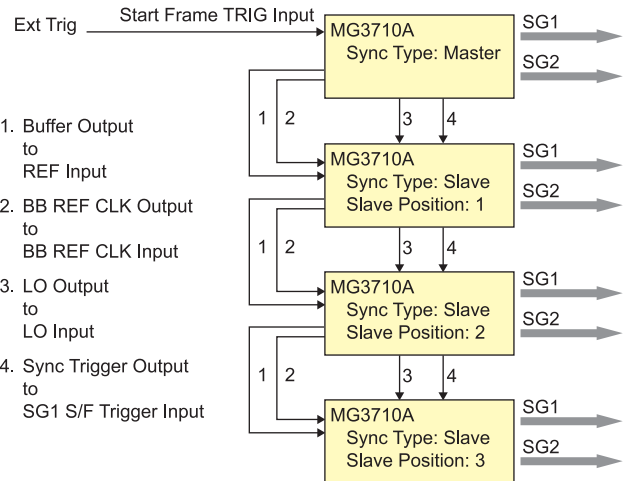 Ext Trig
Start Frame TRIG Input
MG3710A
Sync Type: Master
SG1
SG2
1 2
3 4
1. Buffer Output
to
REF Input
MG3710A
Sync Type: Slave
Slave Position: 1
SG1
SG2
2. BB REF CLK Output
to
BB REF CLK Input
1 2
3 4
3. LO Output
to
LO Input
MG3710A
Sync Type: Slave
Slave Position: 2
SG1
SG2
4. Sync Trigger Output
to
SG1 S/F Trigger Input
1 2
3 4
MG3710A
Sync Type: Slave
Slave Position: 3
SG1
SG2